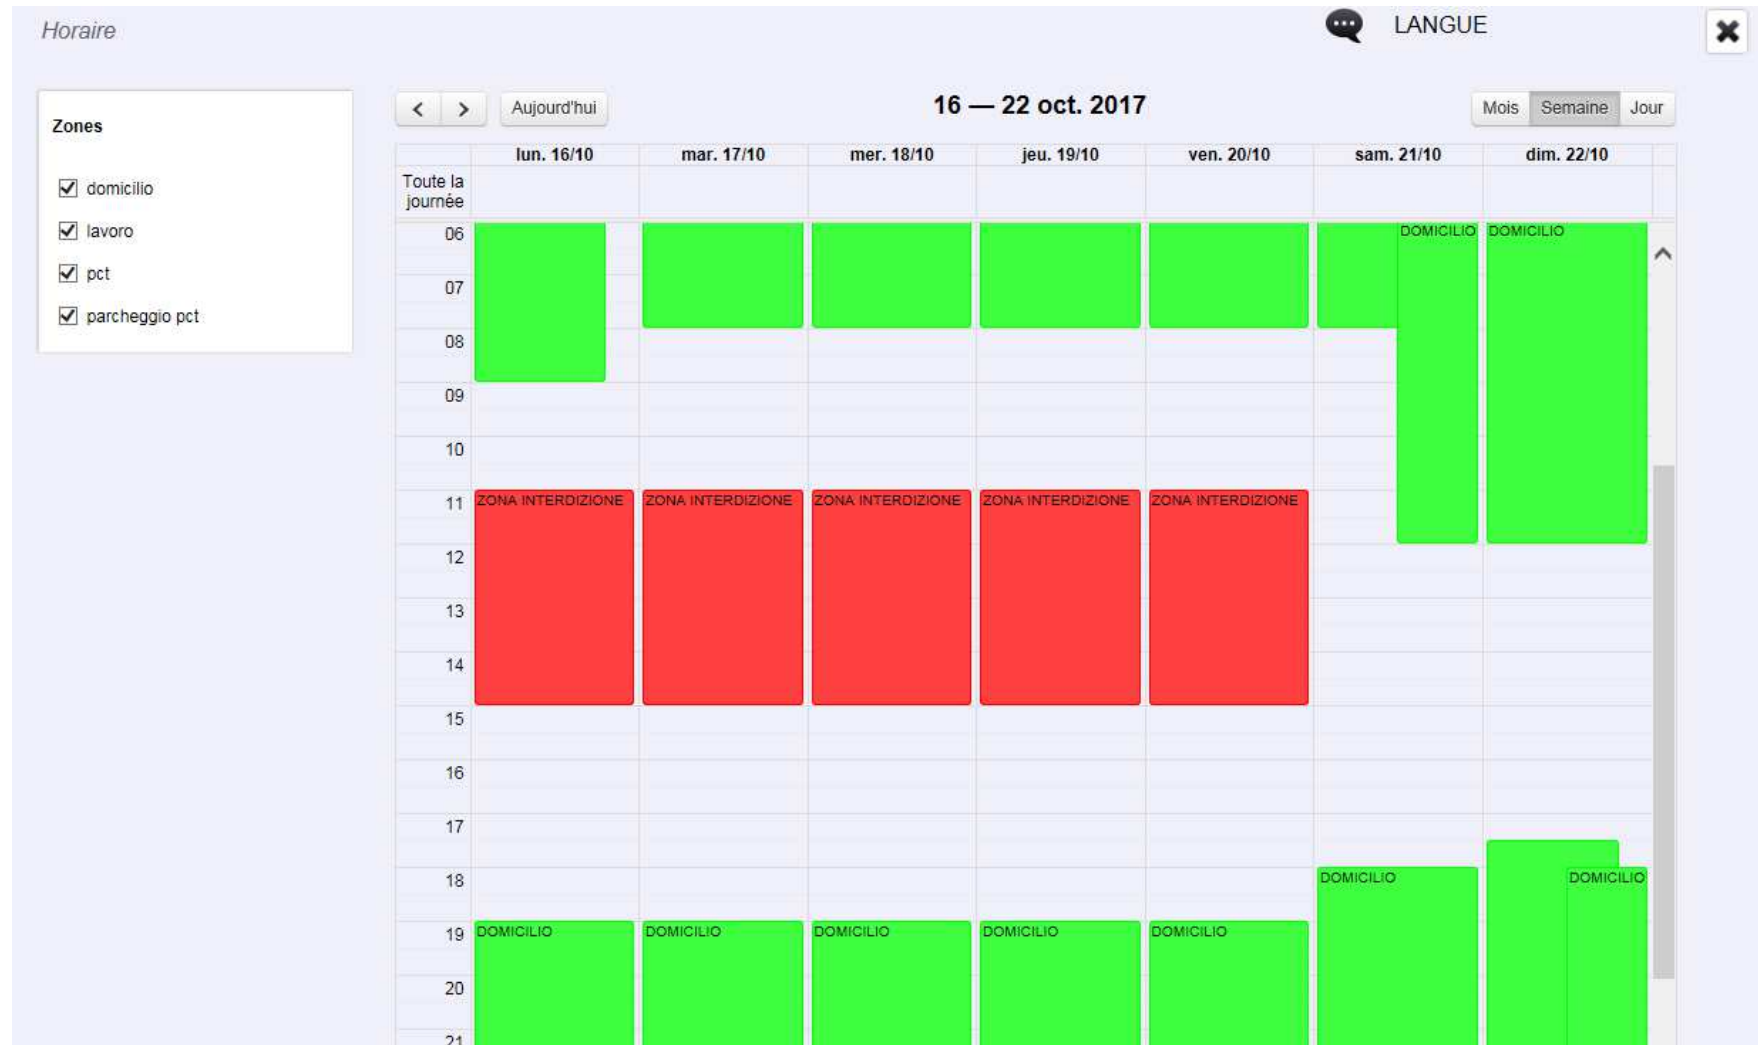 Horaire
LANGUE
Zones
domicilio
lavoro
pct
parcheggio pct
Aujourd'hui
16 — 22 oct. 2017
Mois Semaine Jour
lun. 16/10 mar. 17/10 mer. 18/10 jeu. 19/10 ven. 20/10 sam. 21/10 dim. 22/10
Toute la
journée
06 DOMICILIO DOMICILIO
07
08
09
10
11 ZONA INTERDIZIONE ZONA INTERDIZIONE ZONA INTERDIZIONE ZONA INTERDIZIONE ZONA INTERDIZIONE
12
13
14
15
16
17
18 DOMICILIO DOMICILIO
19 DOMICILIO DOMICILIO DOMICILIO DOMICILIO DOMICILIO
20
21